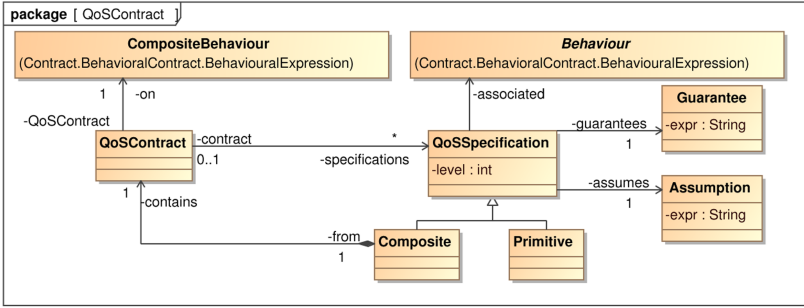 package [ QoSContract ]
CompositeBehaviour
(Contract.BehavioralContract.BehaviouralExpression)
Behaviour
(Contract.BehavioralContract.BehaviouralExpression)
1
-on
-associated
-QoSContract
Guarantee
-expr : String
-guarantees
1
QoSContract
-contract
0..1
*
-specifications
QoSSpecification
-level : int
-assumes
1
Assumption
-expr : String
1
-contains
-from
1
Composite
Primitive